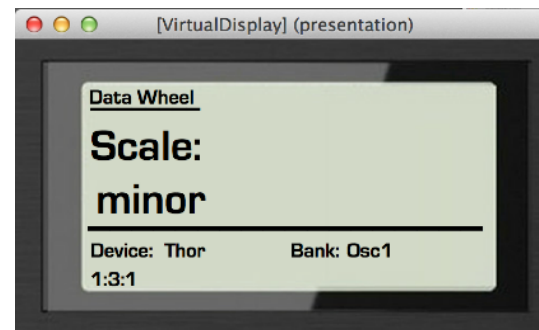 [VirtualDisplay] (presentation)
Data Wheel
Scale:
minor
Device: Thor Bank: Osc1
1:3:1